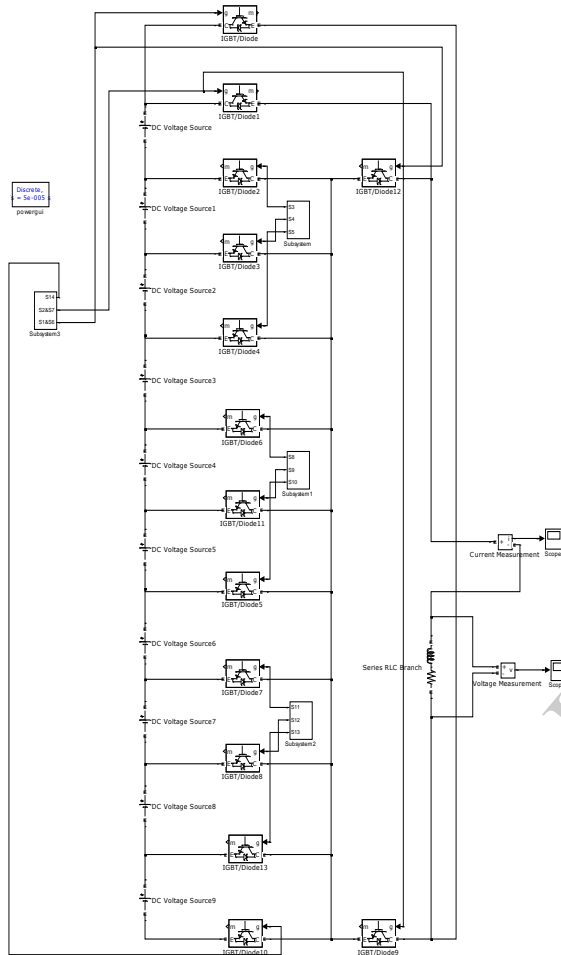 g m
C E
IGBT/Diode
g m
C E
IGBT/Diode1
DC Voltage Source
m g
E C
IGBT/Diode2
m g
E C
IGBT/Diode12
Discrete,
= 5e-005 s
powergui
DC Voltage Source1
S3
S4
S5
Subsystem
m g
E C
IGBT/Diode3
DC Voltage Source2
S14
S2&S7
S1&S6
Subsystem3
m g
E C
IGBT/Diode4
DC Voltage Source3
m g
E C
IGBT/Diode6
DC Voltage Source4
S8
S9
S10
Subsystem1
m g
E C
IGBT/Diode11
DC Voltage Source5
+ i
-
Current Measurement
Scope
m g
E C
IGBT/Diode5
DC Voltage Source6
Series RLC Branch
+ v
-
Voltage Measurement
m g
E C
IGBT/Diode7
DC Voltage Source7
S11
S12
S13
Subsystem2
m g
E C
IGBT/Diode8
DC Voltage Source8
m g
E C
IGBT/Diode13
DC Voltage Source9
m g
E C
IGBT/Diode10
m g
E C
IGBT/Diode9